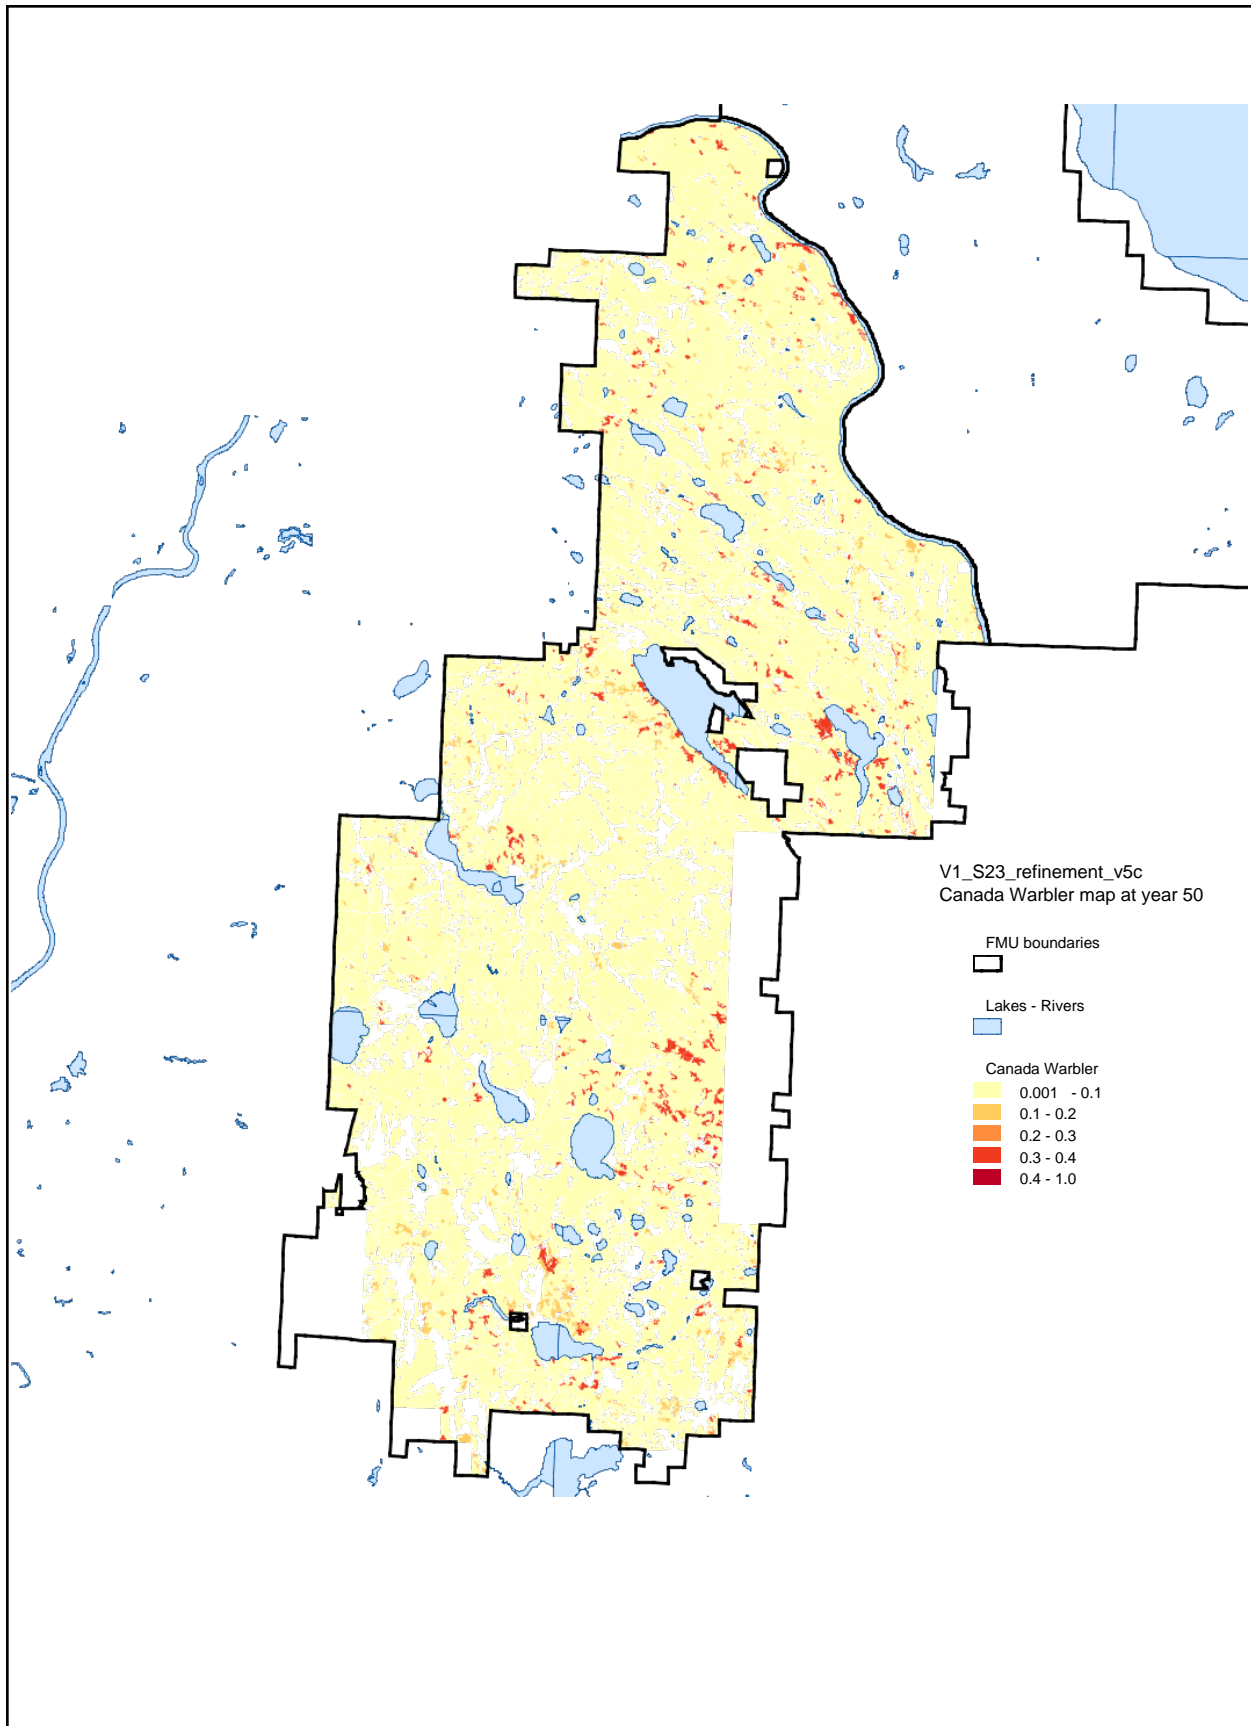 V1_S23_refinement_v5c
Canada Warbler map at year 50
FMU boundaries
Lakes - Rivers
Canada Warbler
0.001 - 0.1
0.1 - 0.2
0.2 - 0.3
0.3 - 0.4
0.4 - 1.0